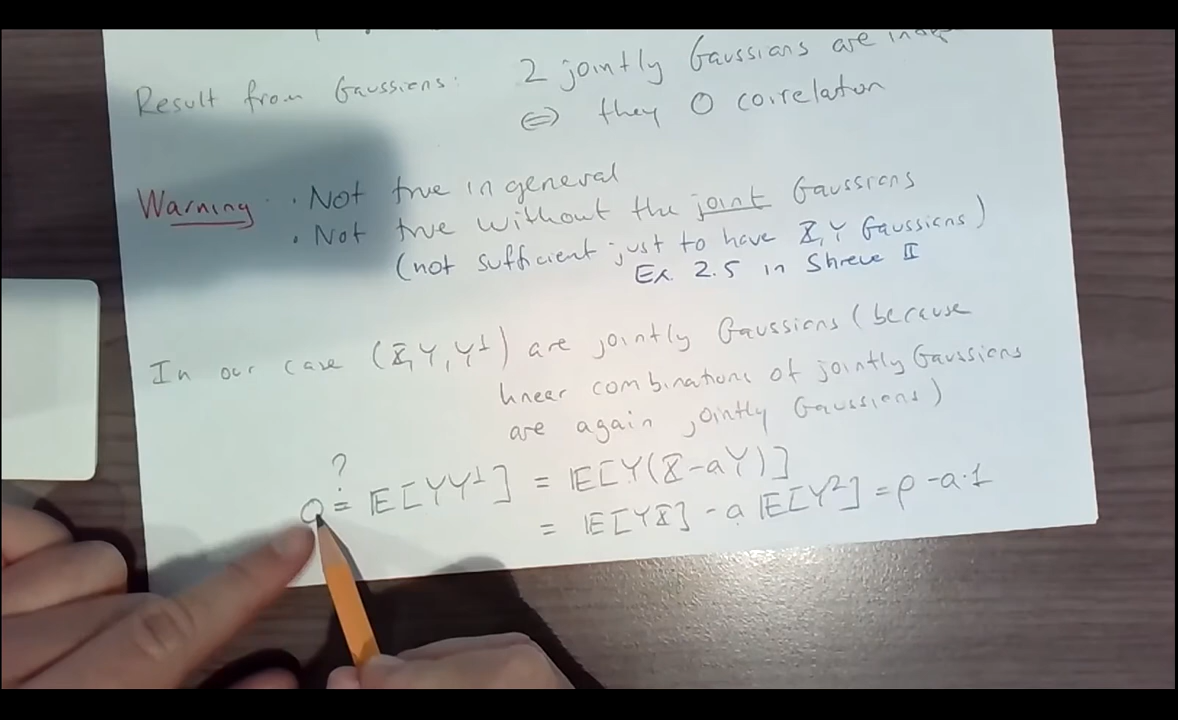 Result from Gaussians: 2 jointly Gaussians are
⇔ they 0 correlation
Warning: · Not true in general
· Not true without the joint Gaussians
(not sufficient just to have X, Y Gaussians)
Ex. 2.5 in Shreve II
In our case (X, Y, Y⊥) are jointly Gaussians (because
linear combinations of jointly Gaussians
are again jointly Gaussians)
?
0 = E[YY⊥] = E[Y(X-aY)]
= E[YX] - a E[Y²] = ρ - a·1